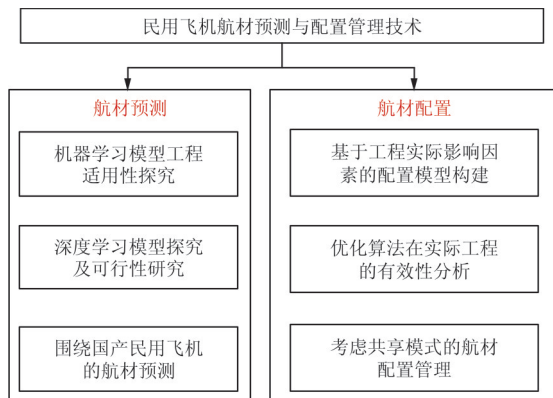 民用飞机航材预测与配置管理技术
航材预测
机器学习模型工程
适用性探究
深度学习模型探究
及可行性研究
围绕国产民用飞机
的航材预测
航材配置
基于工程实际影响因
素的配置模型构建
优化算法在实际工程
的有效性分析
考虑共享模式的航材
配置管理